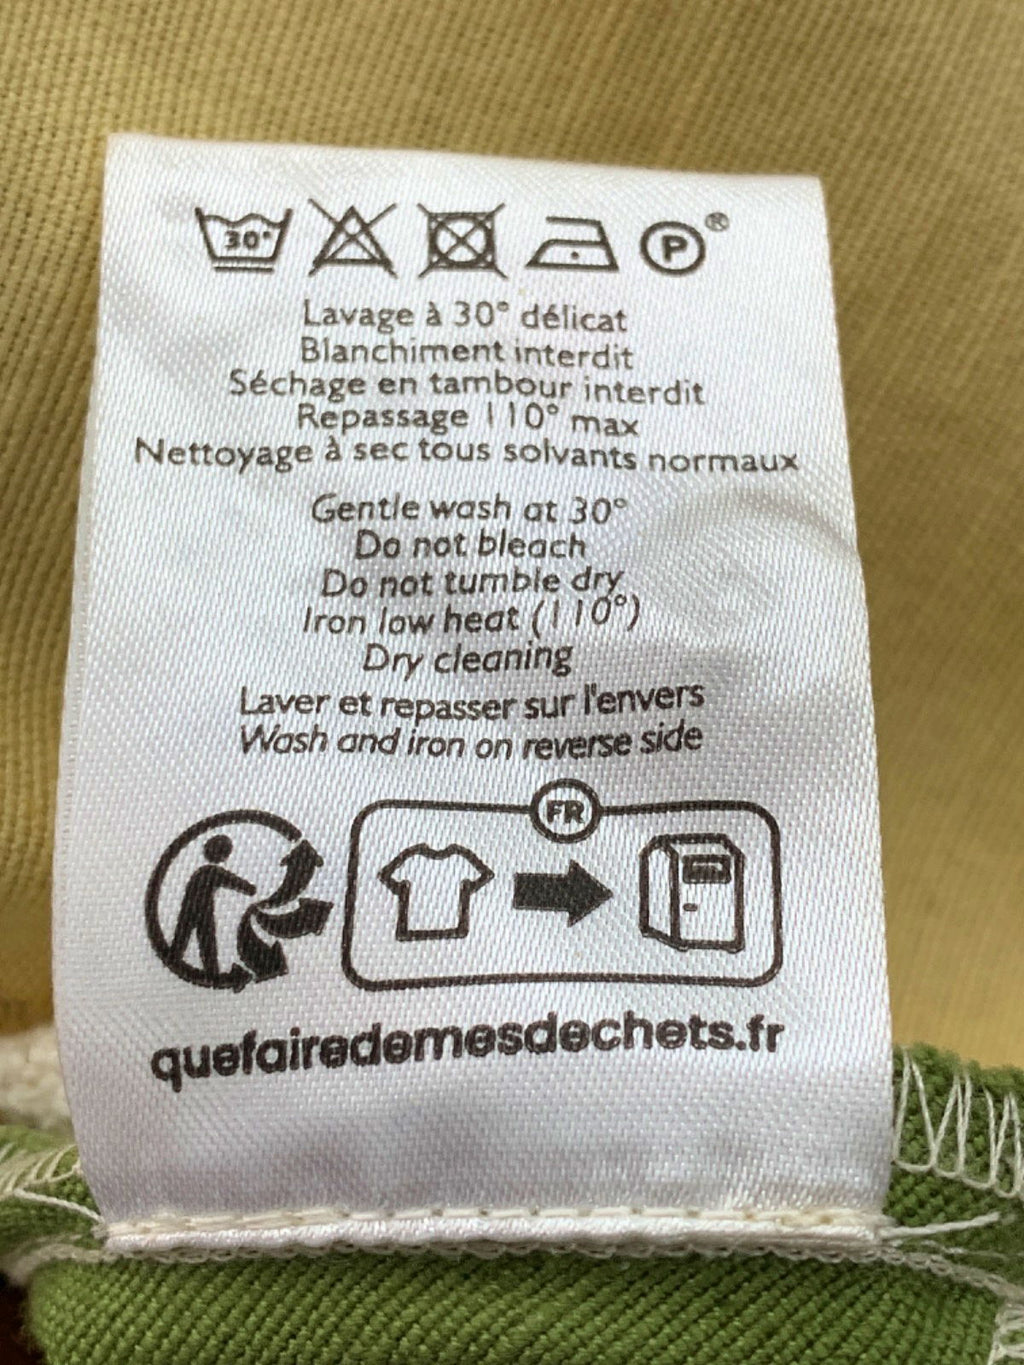 30° P ®
Lavage à 30° délicat
Blanchiment interdit
Séchage en tambour interdit
Repassage 110° max
Nettoyage à sec tous solvants normaux
Gentle wash at 30°
Do not bleach
Do not tumble dry
Iron low heat (110°)
Dry cleaning
Laver et repasser sur l'envers
Wash and iron on reverse side
FR
quefairedemesdechets.fr